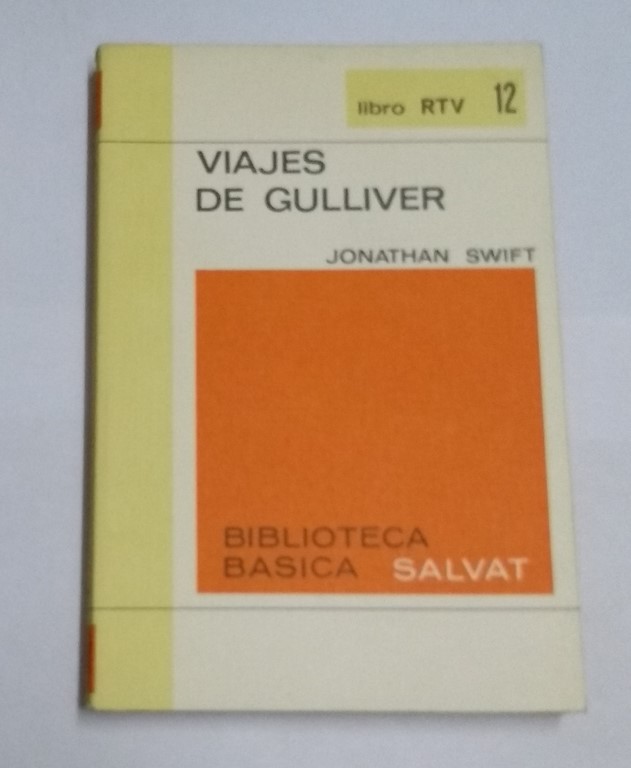 libro RTV 12
VIAJES
DE GULLIVER
JONATHAN SWIFT
BIBLIOTECA
BASICA SALVAT